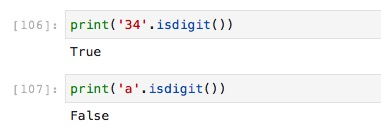 [106]: print('34'.isdigit())
True
[107]: print('a'.isdigit())
False